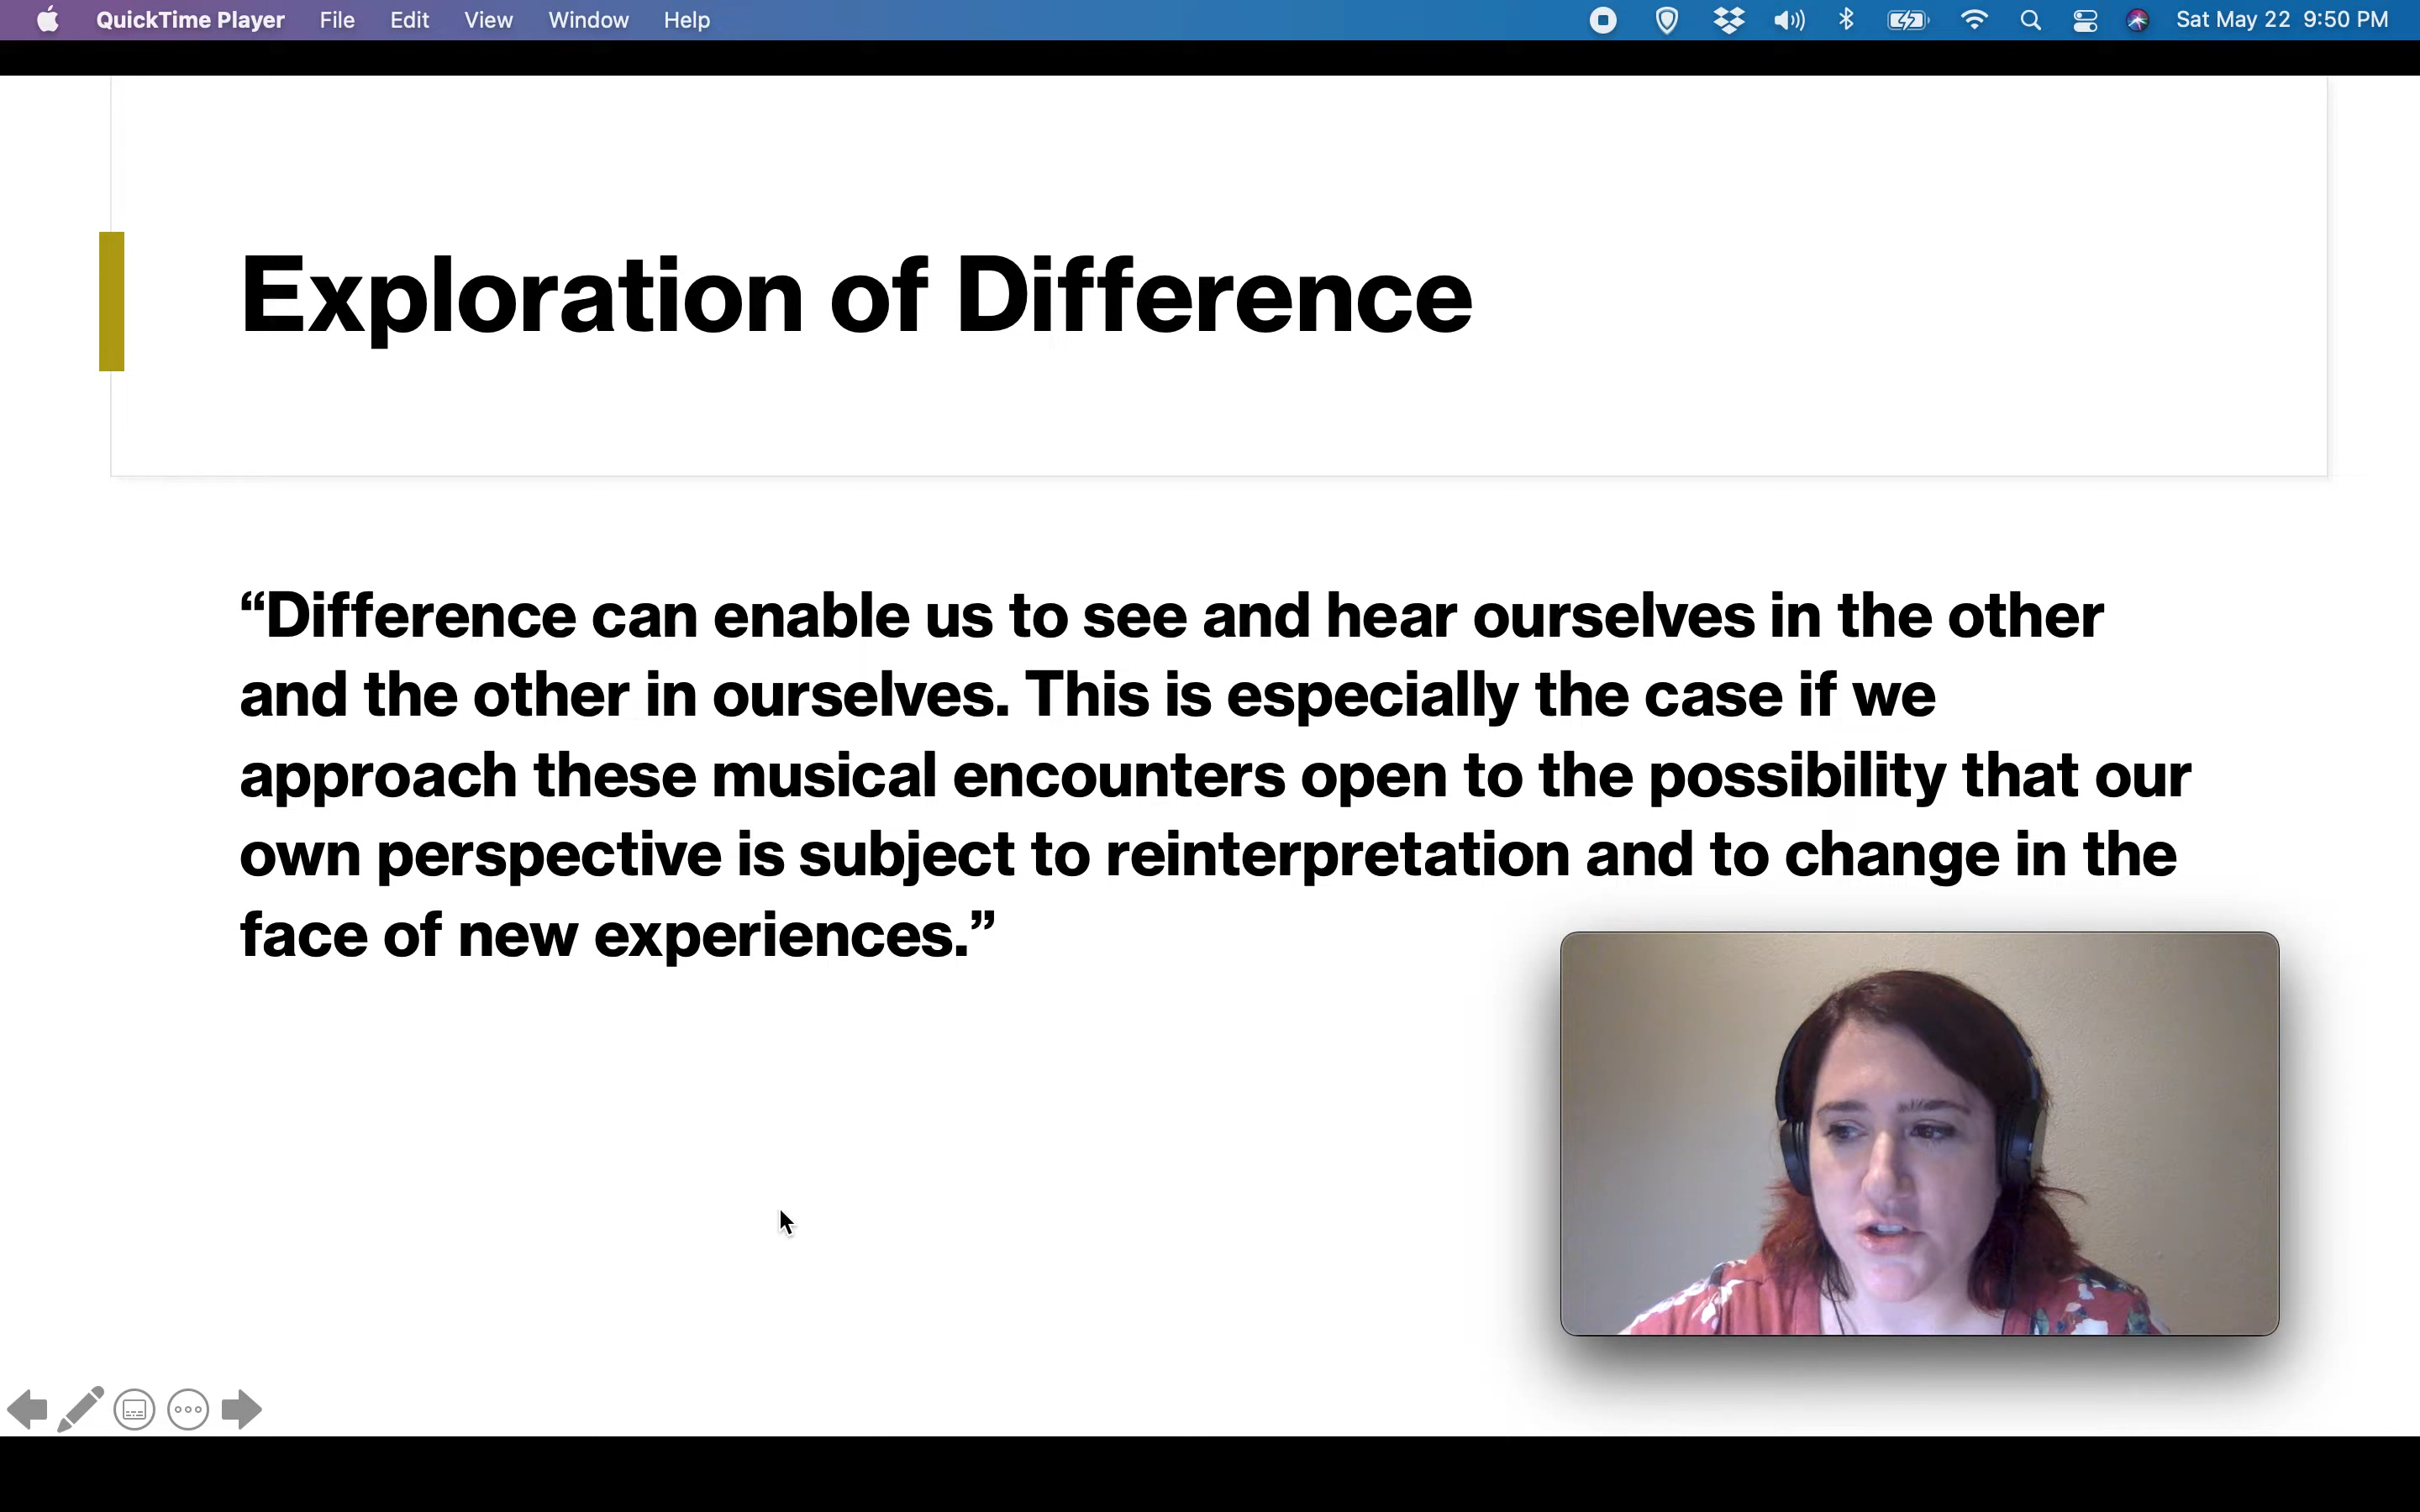 QuickTime Player File Edit View Window Help Sat May 22 9:50 PM
Exploration of Difference
“Difference can enable us to see and hear ourselves in the other
and the other in ourselves. This is especially the case if we
approach these musical encounters open to the possibility that our
own perspective is subject to reinterpretation and to change in the
face of new experiences.”